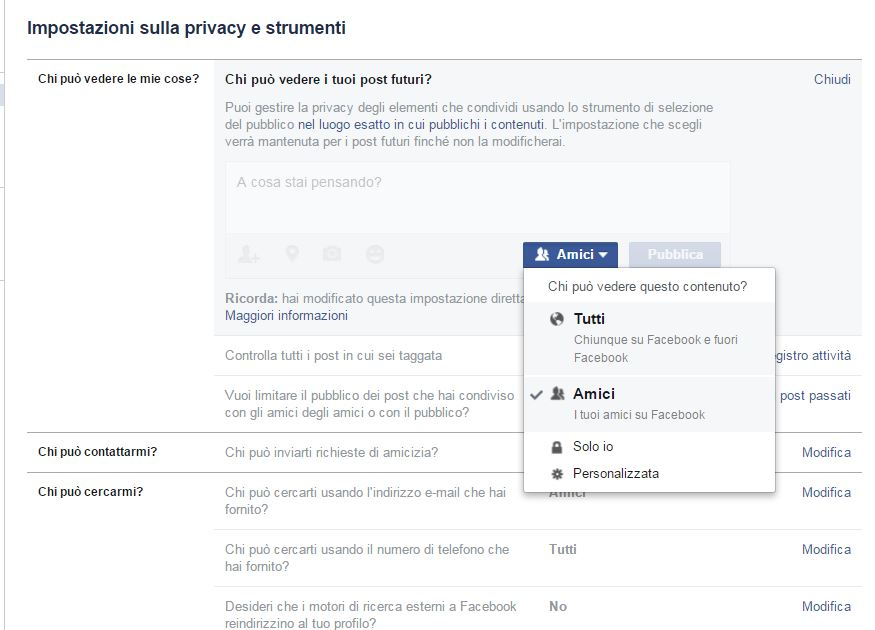 Impostazioni sulla privacy e strumenti
Chi può vedere le mie cose?
Chi può vedere i tuoi post futuri?
Chiudi
Puoi gestire la privacy degli elementi che condividi usando lo strumento di selezione
del pubblico nel luogo esatto in cui pubblichi i contenuti. L'impostazione che scegli
verrà mantenuta per i post futuri finché non la modificherai.
A cosa stai pensando?
Amici
Pubblica
Chi può vedere questo contenuto?
Tutti
Chiunque su Facebook e fuori
Facebook
Amici
I tuoi amici su Facebook
Solo io
Personalizzata
Ricorda: hai modificato questa impostazione diretta
Maggiori informazioni
Controlla tutti i post in cui sei taggata
egistro attività
Vuoi limitare il pubblico dei post che hai condiviso
con gli amici degli amici o con il pubblico?
post passati
Chi può contattarmi?
Chi può inviarti richieste di amicizia?
Modifica
Chi può cercarmi?
Chi può cercarti usando l'indirizzo e-mail che hai
fornito?
Amici
Modifica
Chi può cercarti usando il numero di telefono che
hai fornito?
Tutti
Modifica
Desideri che i motori di ricerca esterni a Facebook
reindirizzino al tuo profilo?
No
Modifica